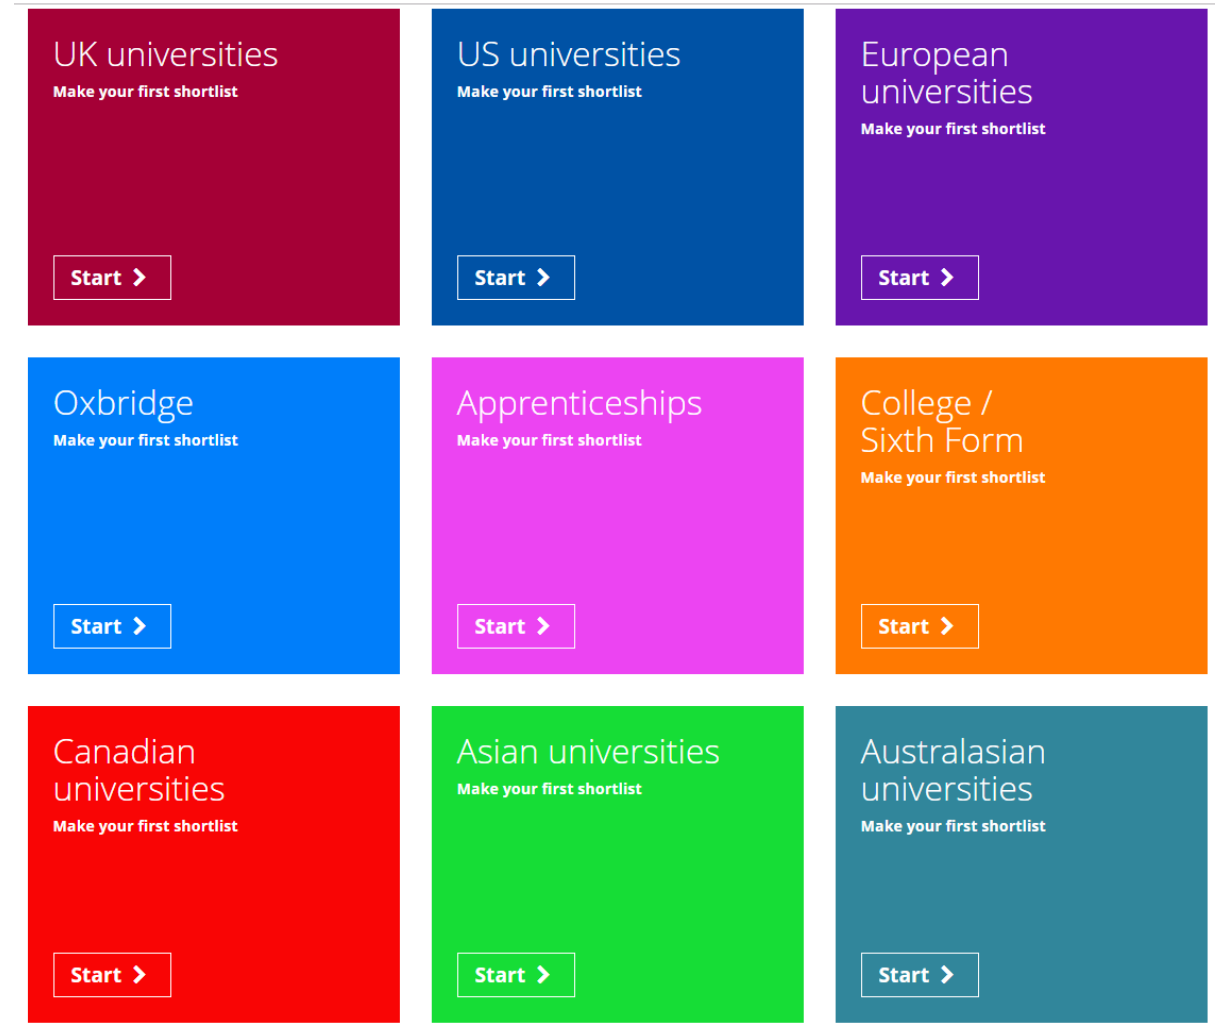 UK universities
Make your first shortlist
Start
US universities
Make your first shortlist
Start
European
universities
Make your first shortlist
Start
Oxbridge
Make your first shortlist
Start
Apprenticeships
Make your first shortlist
Start
College /
Sixth Form
Make your first shortlist
Start
Canadian
universities
Make your first shortlist
Start
Asian universities
Make your first shortlist
Start
Australasian
universities
Make your first shortlist
Start